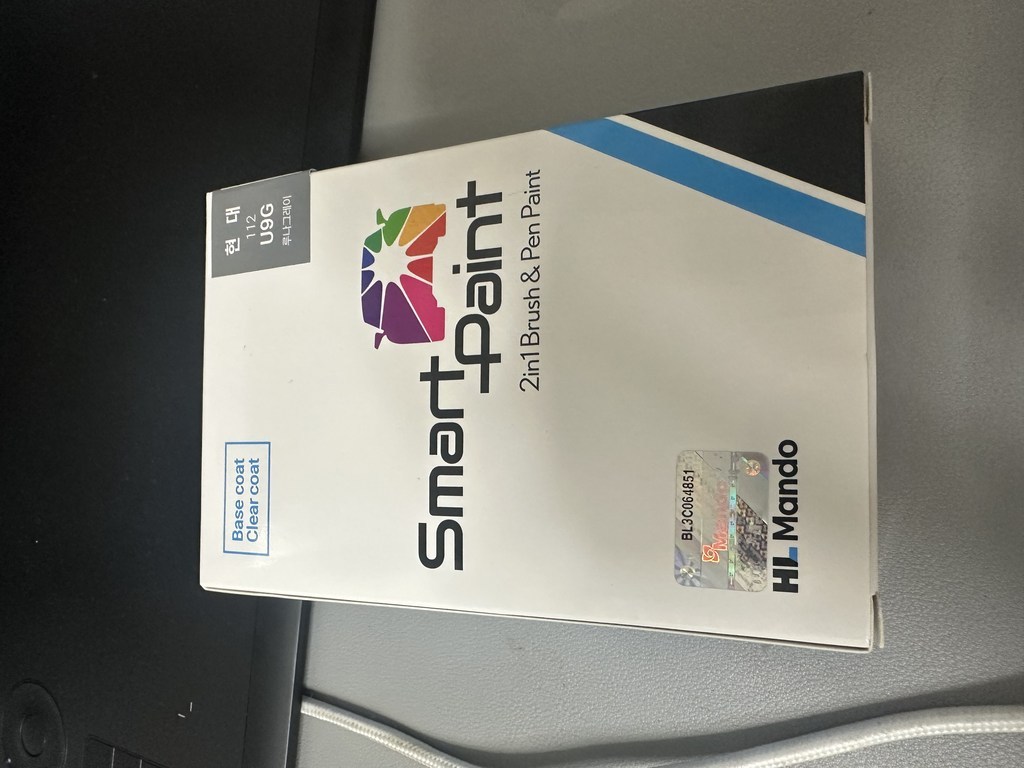 Base coat
Clear coat
현 대
112
U9G
루나그레이
Smart
Paint
2in1 Brush & Pen Paint
BL3C064851
Mando
HL Mando